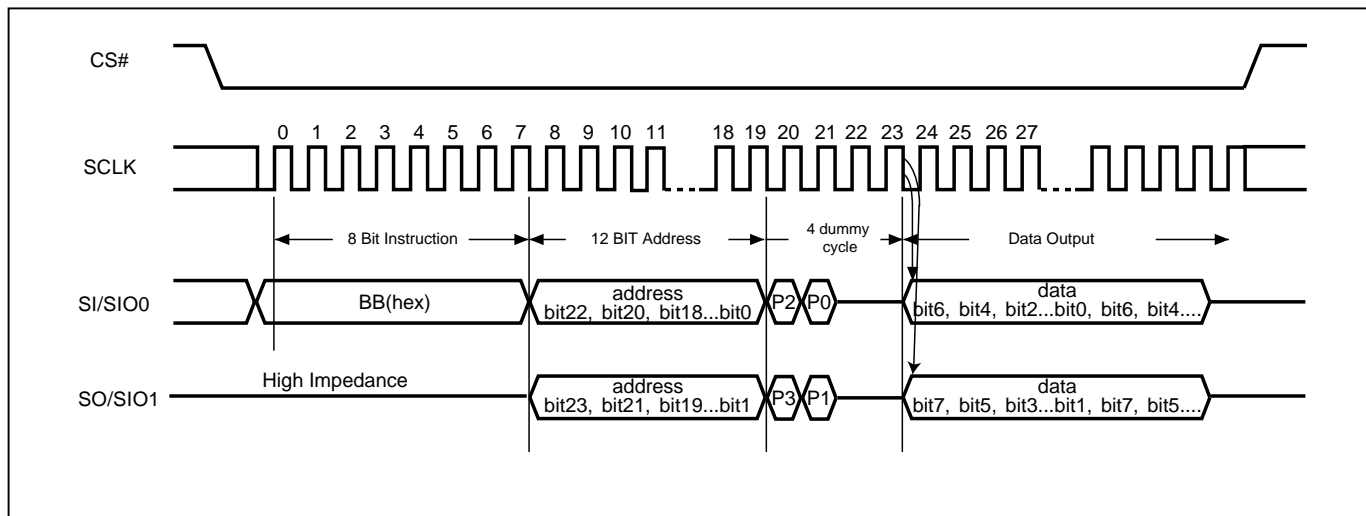 CS#
0 1 2 3 4 5 6 7 8 9 10 11 18 19 20 21 22 23 24 25 26 27
SCLK
8 Bit Instruction
12 BIT Address
4 dummy
cycle
Data Output
SI/SIO0
BB(hex)
address
bit22, bit20, bit18...bit0
P2
P0
data
bit6, bit4, bit2...bit0, bit6, bit4....
High Impedance
SO/SIO1
address
bit23, bit21, bit19...bit1
P3
P1
data
bit7, bit5, bit3...bit1, bit7, bit5....